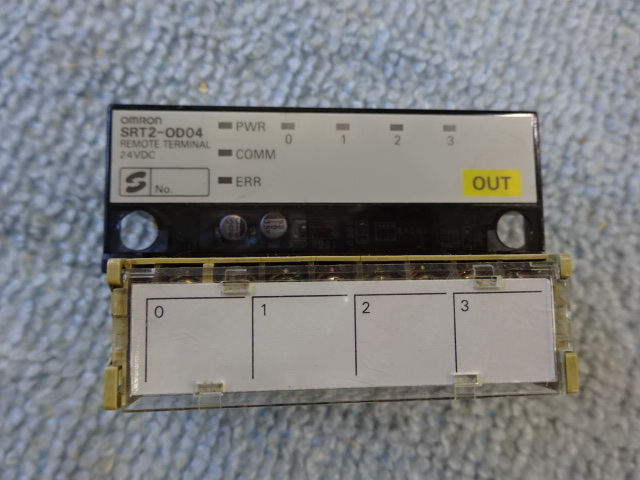 OMRON
SRT2-OD04
REMOTE TERMINAL
24VDC
S No.
PWR
COMM
ERR
0 1 2 3
OUT
0 1 2 3